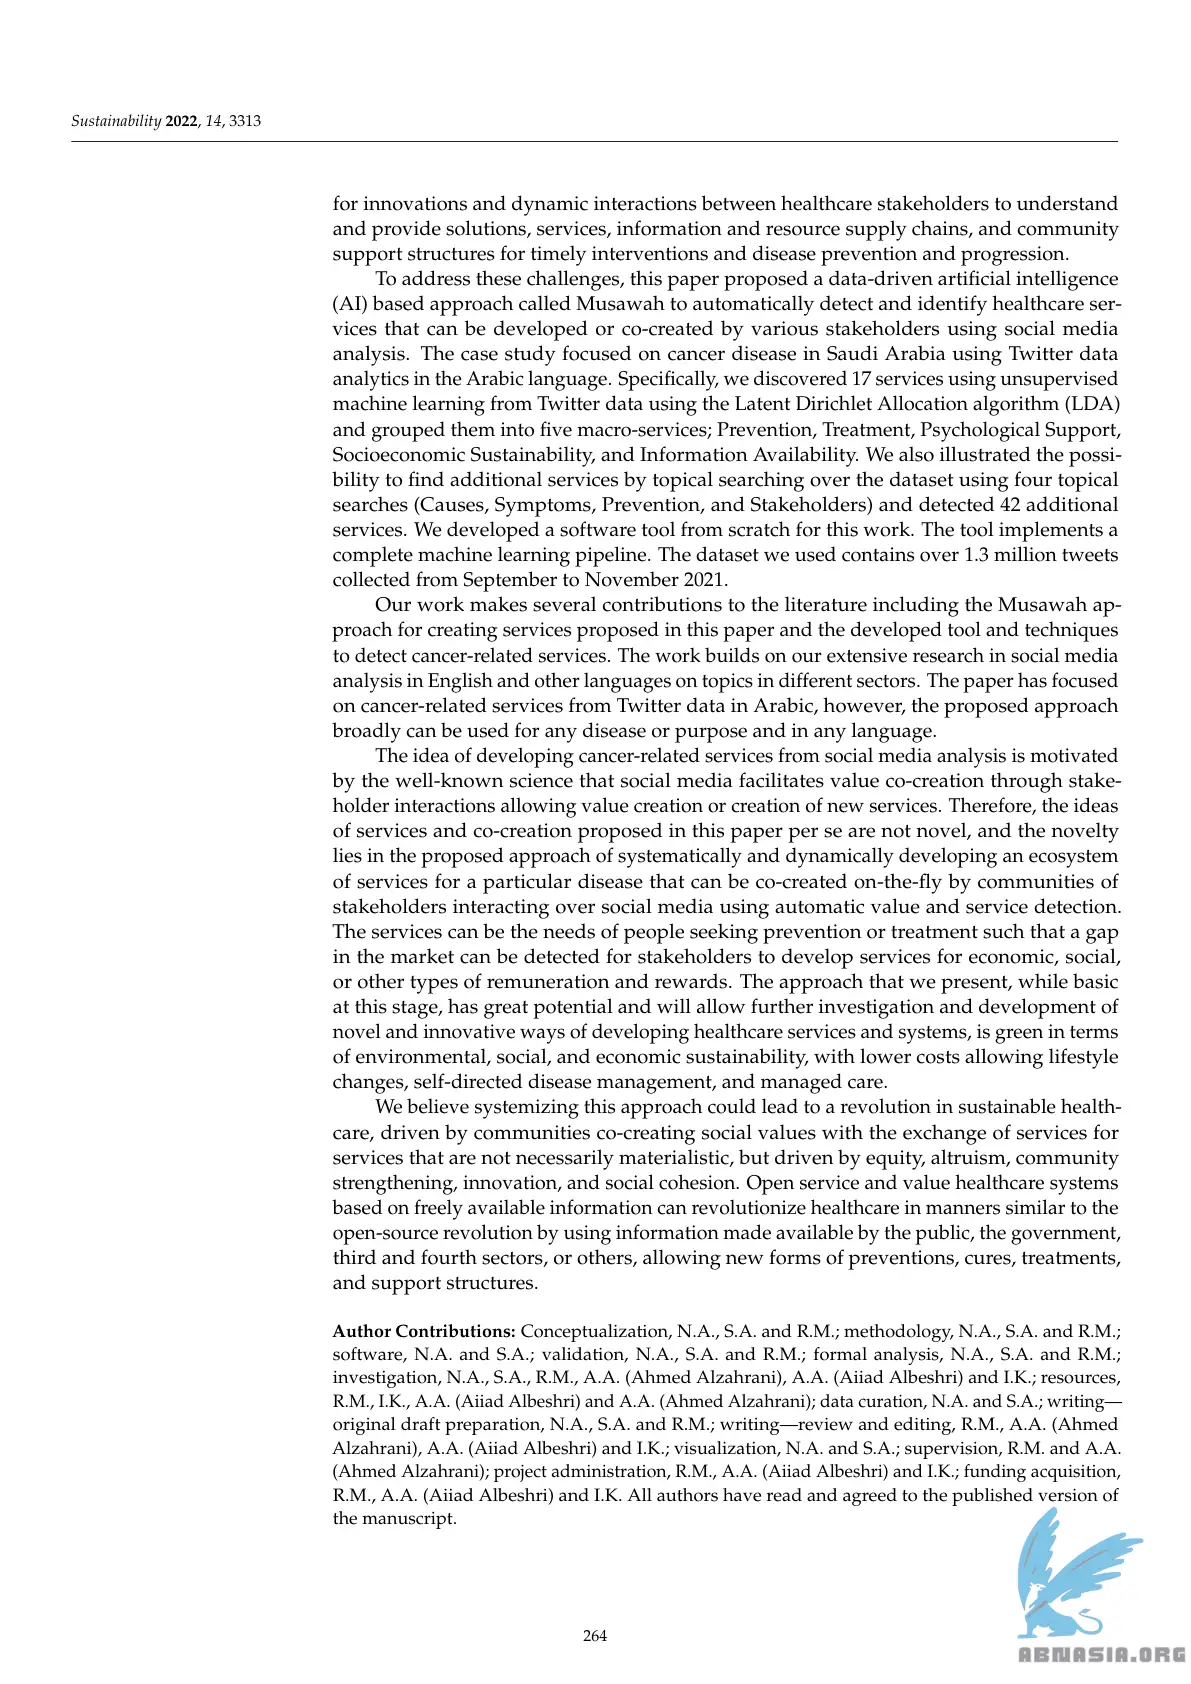 Sustainability 2022, 14, 3313
for innovations and dynamic interactions between healthcare stakeholders to understand
and provide solutions, services, information and resource supply chains, and community
support structures for timely interventions and disease prevention and progression.
To address these challenges, this paper proposed a data-driven artificial intelligence
(AI) based approach called Musawah to automatically detect and identify healthcare ser-
vices that can be developed or co-created by various stakeholders using social media
analysis. The case study focused on cancer disease in Saudi Arabia using Twitter data
analytics in the Arabic language. Specifically, we discovered 17 services using unsupervised
machine learning from Twitter data using the Latent Dirichlet Allocation algorithm (LDA)
and grouped them into five macro-services; Prevention, Treatment, Psychological Support,
Socioeconomic Sustainability, and Information Availability. We also illustrated the possi-
bility to find additional services by topical searching over the dataset using four topical
searches (Causes, Symptoms, Prevention, and Stakeholders) and detected 42 additional
services. We developed a software tool from scratch for this work. The tool implements a
complete machine learning pipeline. The dataset we used contains over 1.3 million tweets
collected from September to November 2021.
Our work makes several contributions to the literature including the Musawah ap-
proach for creating services proposed in this paper and the developed tool and techniques
to detect cancer-related services. The work builds on our extensive research in social media
analysis in English and other languages on topics in different sectors. The paper has focused
on cancer-related services from Twitter data in Arabic, however, the proposed approach
broadly can be used for any disease or purpose and in any language.
The idea of developing cancer-related services from social media analysis is motivated
by the well-known science that social media facilitates value co-creation through stake-
holder interactions allowing value creation or creation of new services. Therefore, the ideas
of services and co-creation proposed in this paper per se are not novel, and the novelty
lies in the proposed approach of systematically and dynamically developing an ecosystem
of services for a particular disease that can be co-created on-the-fly by communities of
stakeholders interacting over social media using automatic value and service detection.
The services can be the needs of people seeking prevention or treatment such that a gap
in the market can be detected for stakeholders to develop services for economic, social,
or other types of remuneration and rewards. The approach that we present, while basic
at this stage, has great potential and will allow further investigation and development of
novel and innovative ways of developing healthcare services and systems, is green in terms
of environmental, social, and economic sustainability, with lower costs allowing lifestyle
changes, self-directed disease management, and managed care.
We believe systemizing this approach could lead to a revolution in sustainable health-
care, driven by communities co-creating social values with the exchange of services for
services that are not necessarily materialistic, but driven by equity, altruism, community
strengthening, innovation, and social cohesion. Open service and value healthcare systems
based on freely available information can revolutionize healthcare in manners similar to the
open-source revolution by using information made available by the public, the government,
third and fourth sectors, or others, allowing new forms of preventions, cures, treatments,
and support structures.
Author Contributions: Conceptualization, N.A., S.A. and R.M.; methodology, N.A., S.A. and R.M.;
software, N.A. and S.A.; validation, N.A., S.A. and R.M.; formal analysis, N.A., S.A. and R.M.;
investigation, N.A., S.A., R.M., A.A. (Ahmed Alzahrani), A.A. (Aiiad Albeshri) and I.K.; resources,
R.M., I.K., A.A. (Aiiad Albeshri) and A.A. (Ahmed Alzahrani); data curation, N.A. and S.A.; writing—
original draft preparation, N.A., S.A. and R.M.; writing—review and editing, R.M., A.A. (Ahmed
Alzahrani), A.A. (Aiiad Albeshri) and I.K.; visualization, N.A. and S.A.; supervision, R.M. and A.A.
(Ahmed Alzahrani); project administration, R.M., A.A. (Aiiad Albeshri) and I.K.; funding acquisition,
R.M., A.A. (Aiiad Albeshri) and I.K. All authors have read and agreed to the published version of
the manuscript.
264
ABNASIA.ORG